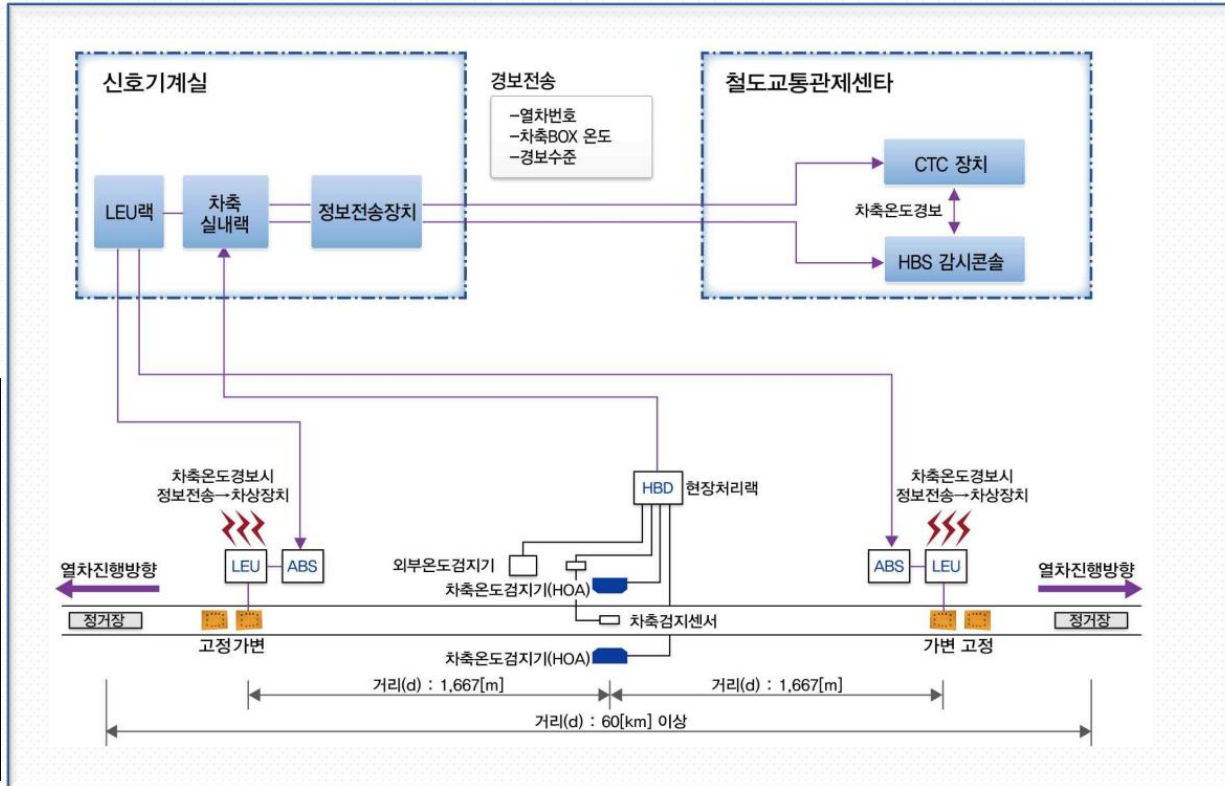 신호기계실
경보전송
-열차번호
-차축BOX 온도
-경보수준
철도교통관제센타
LEU랙
차축
실내랙
정보전송장치
CTC 장치
차축온도경보
HBS 감시콘솔
차축온도경보시
정보전송→차상장치
LEU
ABS
열차진행방향
정거장
고정 가변
HBD
현장처리랙
외부온도검지기
차축온도검지기(HOA)
차축검지센서
차축온도검지기(HOA)
차축온도경보시
정보전송→차상장치
ABS
LEU
열차진행방향
정거장
가변 고정
거리(d) : 1,667[m]
거리(d) : 1,667[m]
거리(d) : 60[km] 이상